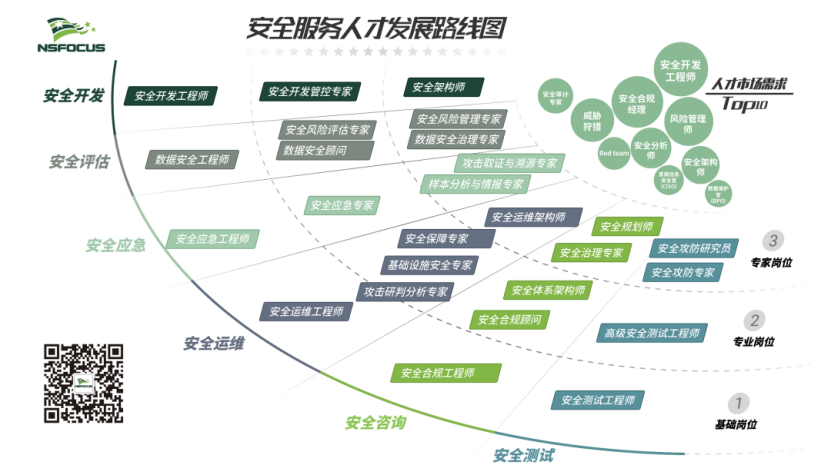 NSFOCUS
安全服务人才发展路线图
安全开发
安全开发工程师
安全开发管控专家
安全架构师
安全评估
数据安全工程师
安全风险评估专家
数据安全顾问
安全风险管理专家
数据安全治理专家
安全应急
安全应急工程师
安全应急专家
攻击取证与溯源专家
样本分析与情报专家
安全运维
安全运维工程师
安全保障专家
基础设施安全专家
攻击研判分析专家
安全运维架构师
安全咨询
安全合规工程师
安全体系架构师
安全合规顾问
安全规划师
安全治理专家
安全测试
安全测试工程师
高级安全测试工程师
安全攻防研究员
安全攻防专家
人才市场需求
Top10
安全开发
工程师
安全审计
专家
安全合规
经理
威胁
狩猎
风险管理
师
Red team
安全分析
师
安全架构
师
首席信息
安全官
(CISO)
数据保护
官
(DPO)
3
专家岗位
2
专业岗位
1
基础岗位
NSFOCUS